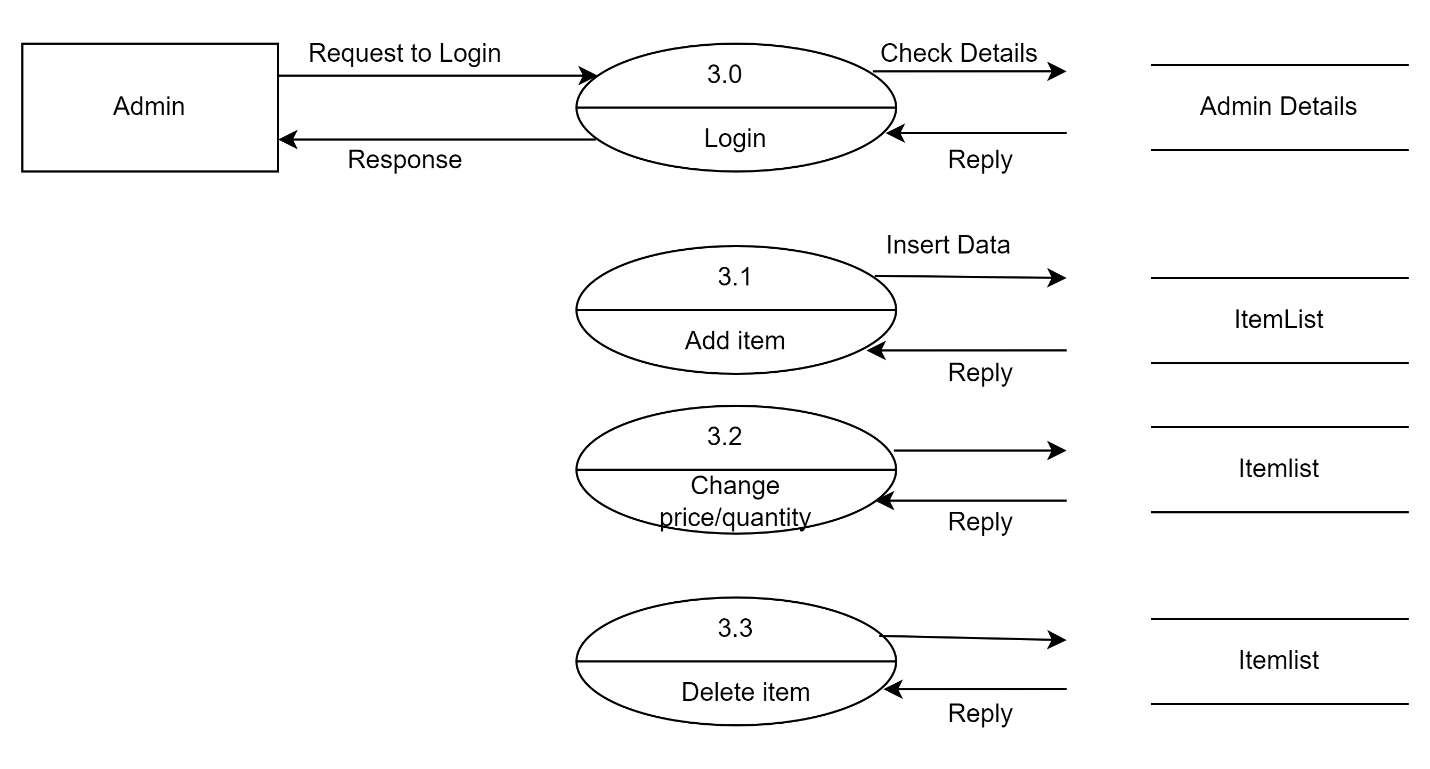 Request to Login
Check Details
3.0
Admin
Admin Details
Login
Response
Reply
Insert Data
3.1
ItemList
Add item
Reply
3.2
Itemlist
Change
price/quantity
Reply
3.3
Itemlist
Delete item
Reply